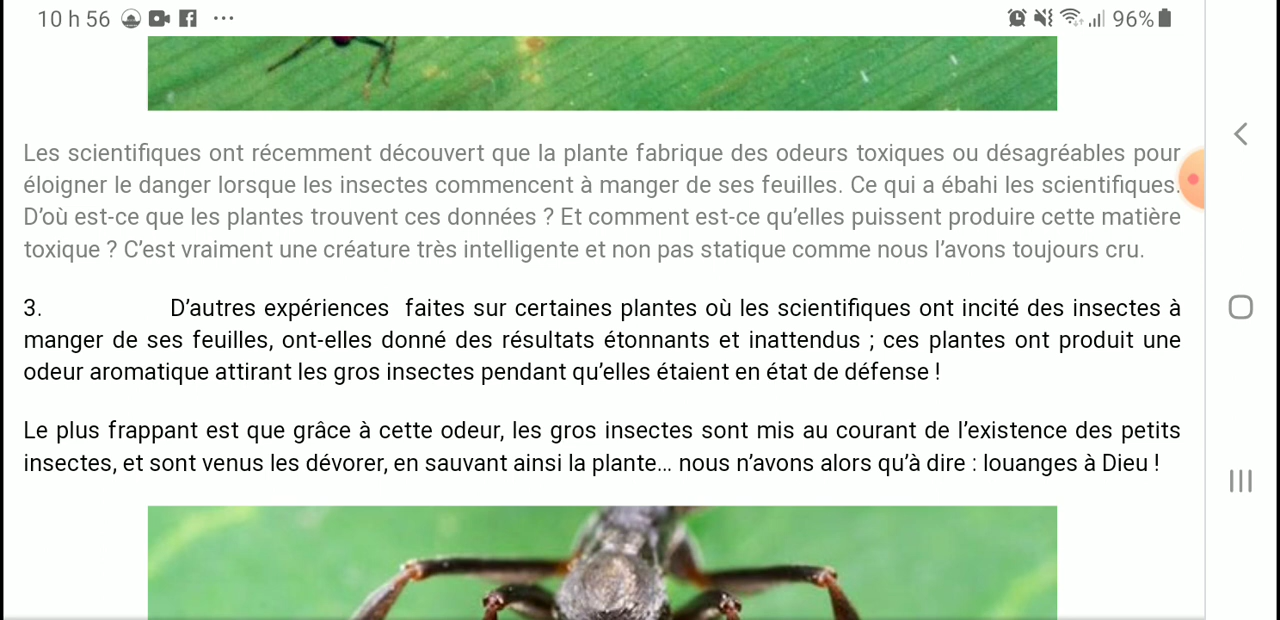 10 h 56
96%
Les scientifiques ont récemment découvert que la plante fabrique des odeurs toxiques ou désagréables pour
éloigner le danger lorsque les insectes commencent à manger de ses feuilles. Ce qui a ébahi les scientifiques.
D’où est-ce que les plantes trouvent ces données ? Et comment est-ce qu’elles puissent produire cette matière
toxique ? C’est vraiment une créature très intelligente et non pas statique comme nous l’avons toujours cru.
3. D’autres expériences faites sur certaines plantes où les scientifiques ont incité des insectes à
manger de ses feuilles, ont-elles donné des résultats étonnants et inattendus ; ces plantes ont produit une
odeur aromatique attirant les gros insectes pendant qu’elles étaient en état de défense !
Le plus frappant est que grâce à cette odeur, les gros insectes sont mis au courant de l’existence des petits
insectes, et sont venus les dévorer, en sauvant ainsi la plante... nous n’avons alors qu’à dire : louanges à Dieu !